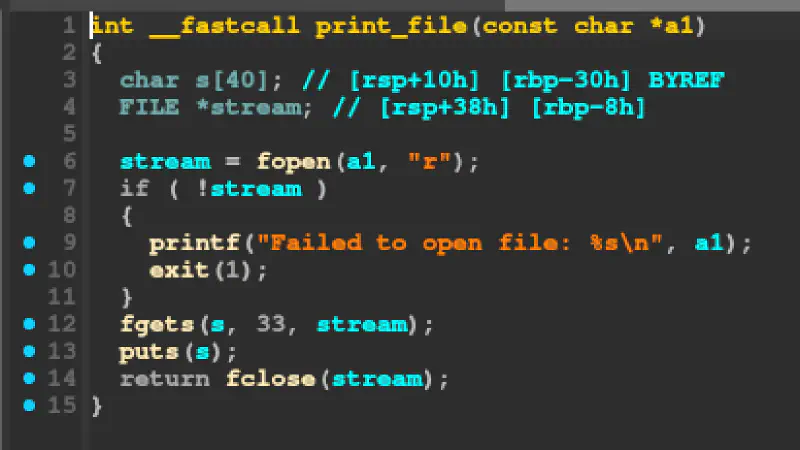 1 int __fastcall print_file(const char *a1)
2 {
3 char s[40]; // [rsp+10h] [rbp-30h] BYREF
4 FILE *stream; // [rsp+38h] [rbp-8h]
5
6 stream = fopen(a1, "r");
7 if ( !stream )
8 {
9 printf("Failed to open file: %s\n", a1);
10 exit(1);
11 }
12 fgets(s, 33, stream);
13 puts(s);
14 return fclose(stream);
15 }